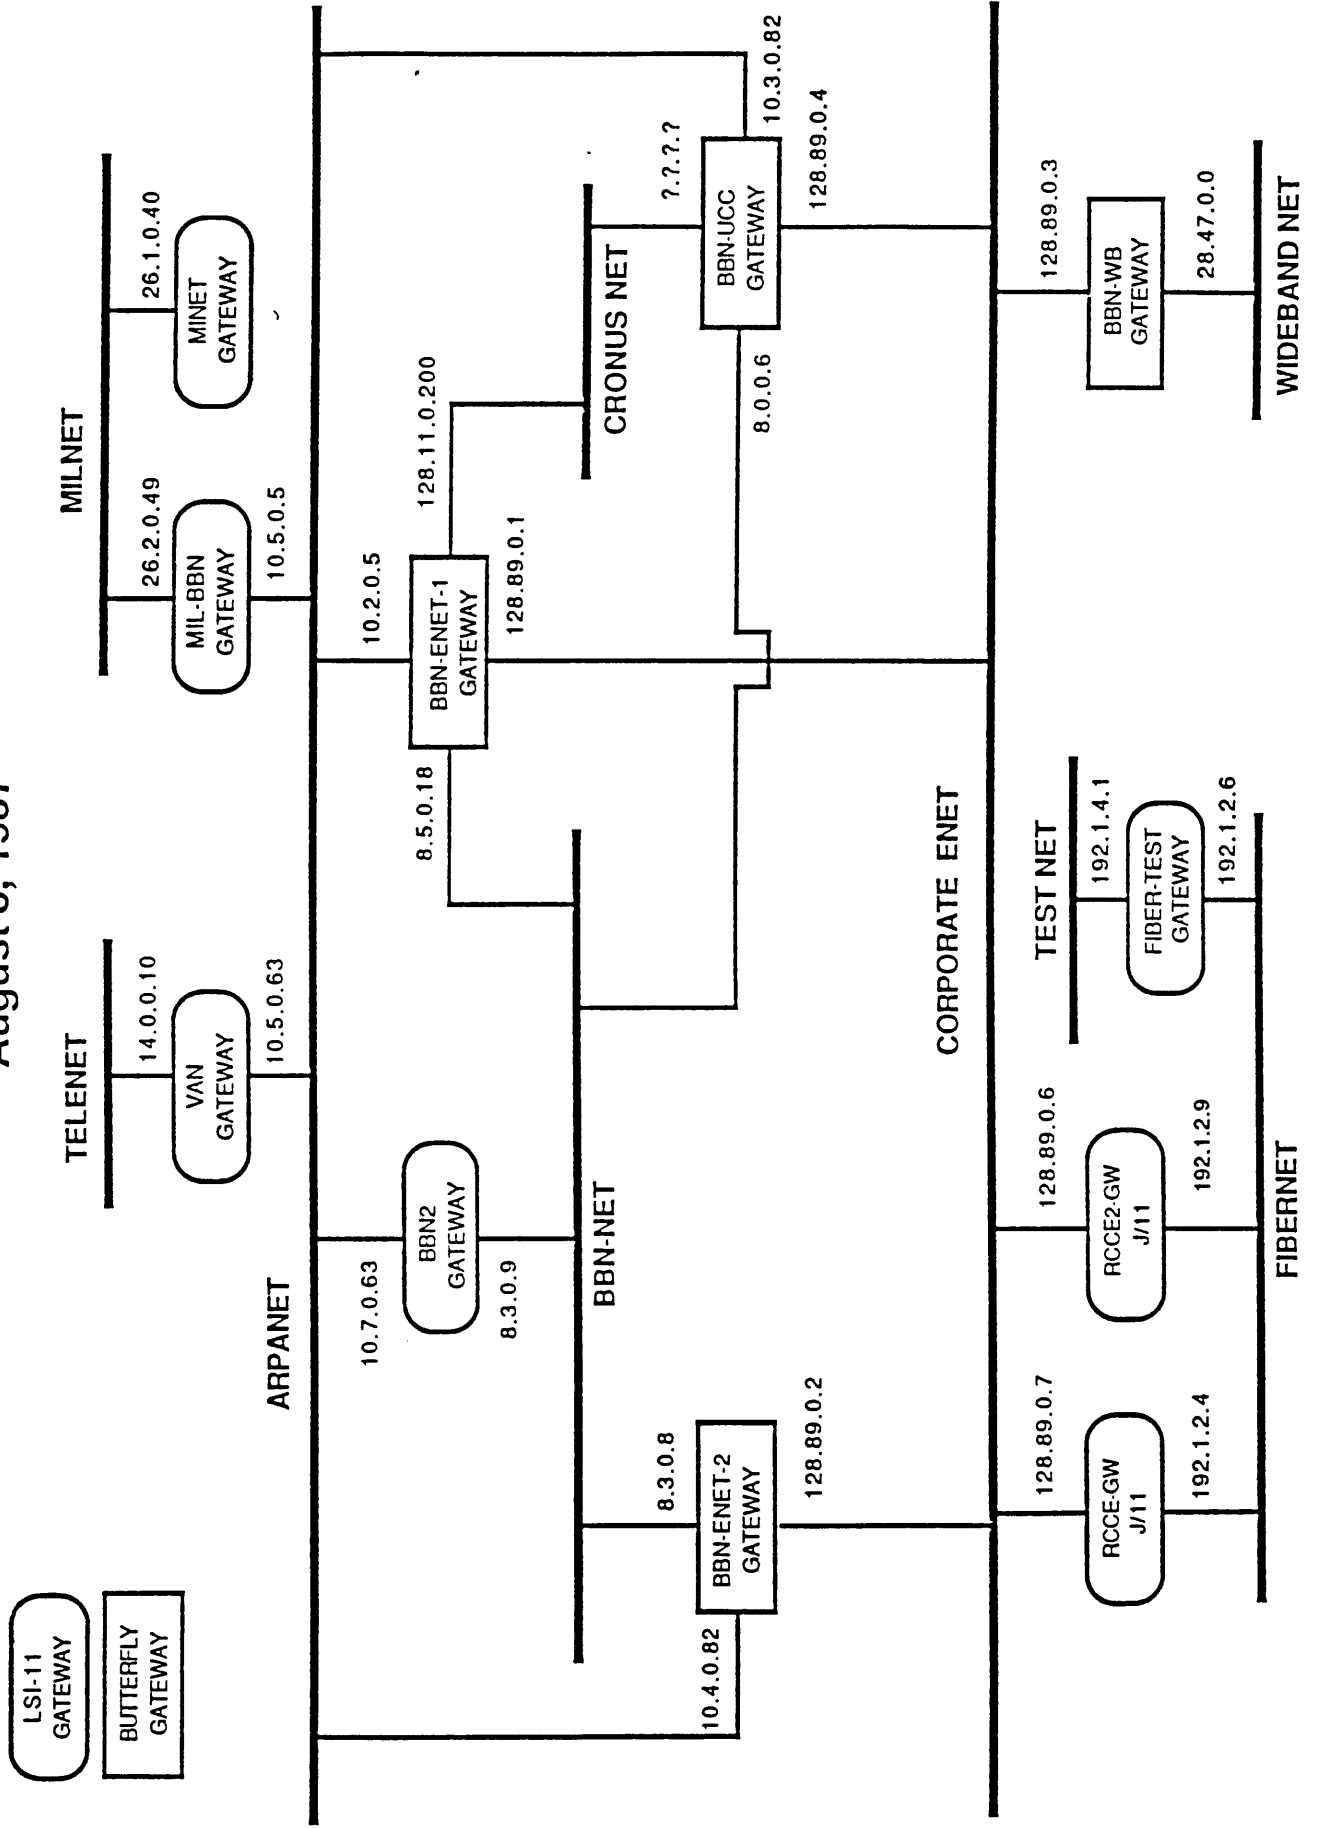 August
LSI-11
GATEWAY
BUTTERFLY
GATEWAY
TELENET
MILNET
14.0.0.10
26.2.0.49
26.1.0.40
VAN
GATEWAY
MIL-BBN
GATEWAY
MINET
GATEWAY
10.5.0.63
10.5.0.5
ARPANET
10.7.0.63
10.2.0.5
BBN2
GATEWAY
8.5.0.18
BBN-ENET-1
GATEWAY
128.11.0.200
8.3.0.9
128.89.0.1
BBN-NET
CRONUS NET
8.3.0.8
?.?.?.?
10.4.0.82
BBN-ENET-2
GATEWAY
8.0.0.6
BBN-UCC
GATEWAY
10.3.0.82
128.89.0.2
128.89.0.4
CORPORATE ENET
128.89.0.7
128.89.0.6
TEST NET
128.89.0.3
192.1.4.1
RCCE-GW
J/11
RCCE2-GW
J/11
FIBER-TEST
GATEWAY
BBN-WB
GATEWAY
192.1.2.4
192.1.2.9
192.1.2.6
28.47.0.0
FIBERNET
WIDEBAND NET